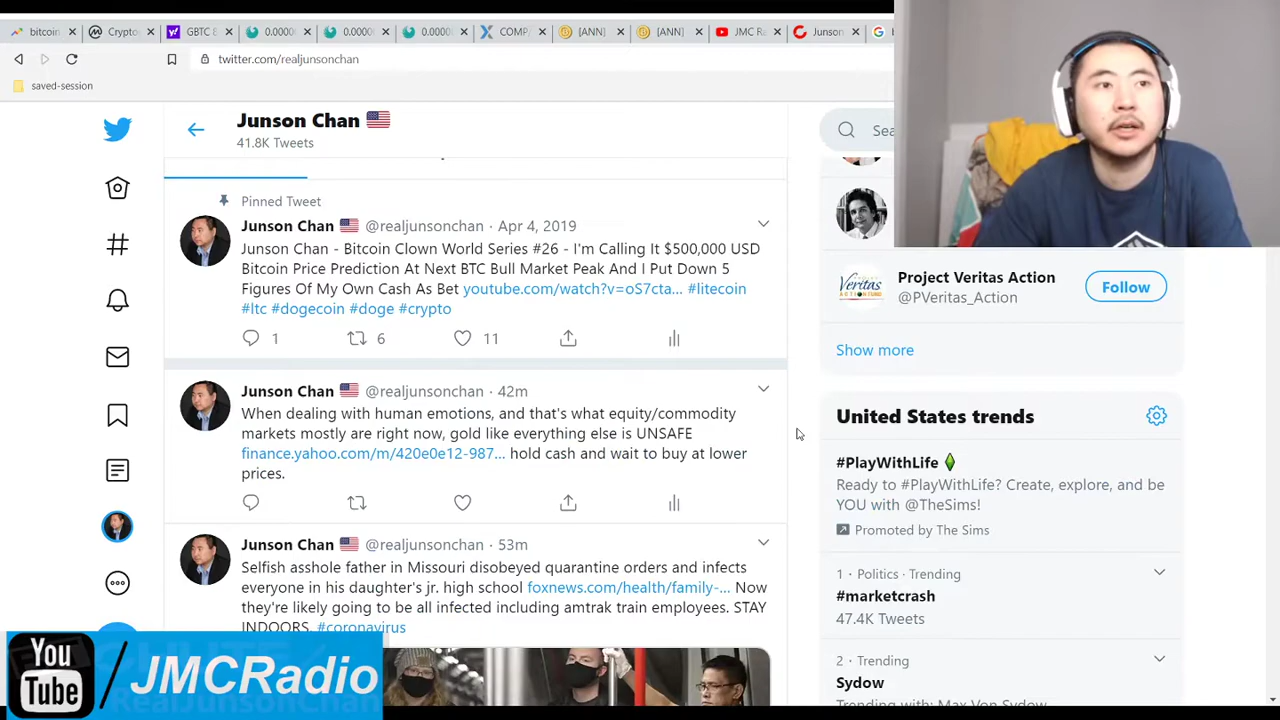 bitcoin
Crypto
GBTC &
0.0000
0.0000
0.0000
COMP.
[ANN]
[ANN]
JMC R
Junson
b
twitter.com/realjunsonchan
saved-session
Junson Chan
41.8K Tweets
Sea
Pinned Tweet
Junson Chan @realjunsonchan · Apr 4, 2019
Junson Chan - Bitcoin Clown World Series #26 - I'm Calling It $500,000 USD
Bitcoin Price Prediction At Next BTC Bull Market Peak And I Put Down 5
Figures Of My Own Cash As Bet youtube.com/watch?v=oS7cta... #litecoin
#ltc #dogecoin #doge #crypto
1 6 11
Junson Chan @realjunsonchan · 42m
When dealing with human emotions, and that's what equity/commodity
markets mostly are right now, gold like everything else is UNSAFE
finance.yahoo.com/m/420e0e12-987... hold cash and wait to buy at lower
prices.
Junson Chan @realjunsonchan · 53m
Selfish asshole father in Missouri disobeyed quarantine orders and infects
everyone in his daughter's jr. high school foxnews.com/health/family-... Now
they're likely going to be all infected including amtrak train employees. STAY
INDOORS. #coronavirus
Veritas
Project Veritas Action
@PVeritas_Action
Follow
Show more
United States trends
#PlayWithLife
Ready to #PlayWithLife? Create, explore, and be
YOU with @TheSims!
Promoted by The Sims
1 · Politics · Trending
#marketcrash
47.4K Tweets
2 · Trending
Sydow
Trending with: Max Von Sydow
You
Tube
/JMCRadio